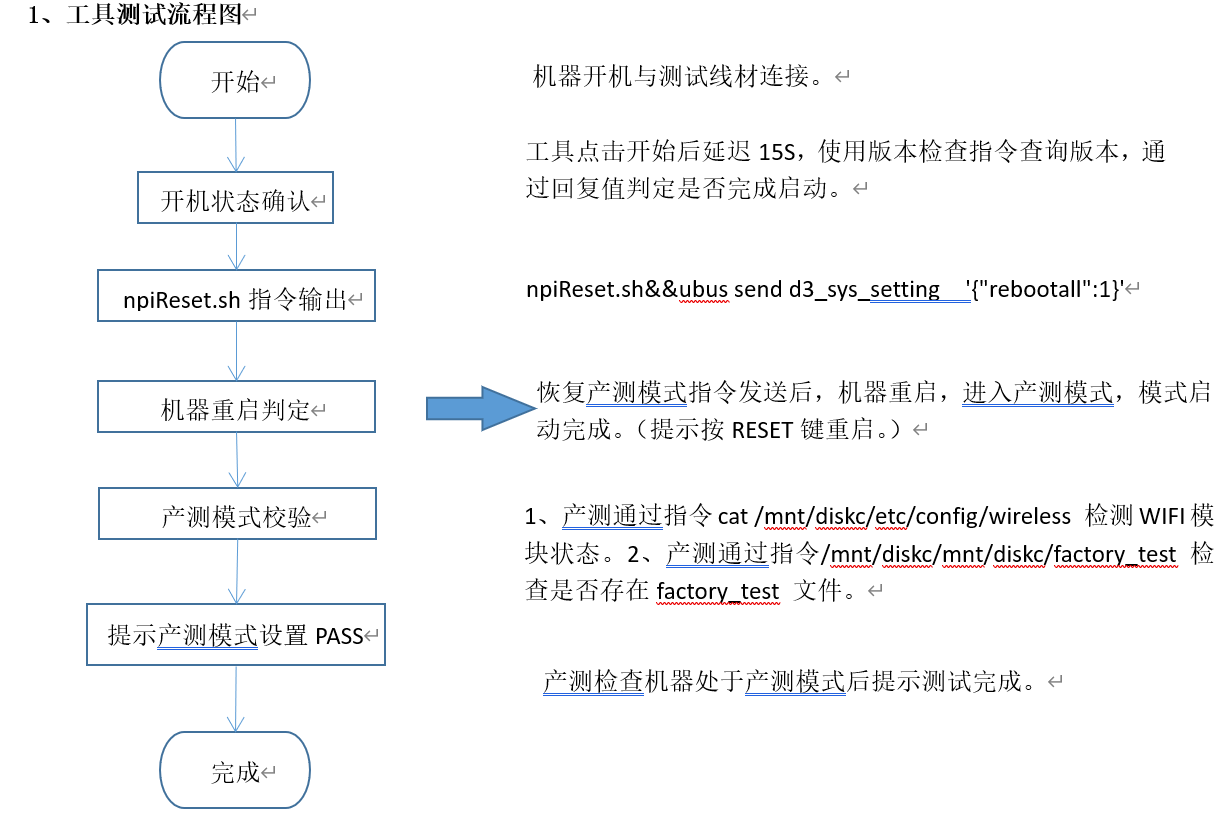 1、工具测试流程图
开始
机器开机与测试线材连接。
工具点击开始后延迟 15S，使用版本检查指令查询版本，通
过回复值判定是否完成启动。
开机状态确认
npiReset.sh 指令输出
npiReset.sh&&ubus send d3_sys_setting '{"rebootall":1}'
机器重启判定
恢复产测模式指令发送后，机器重启，进入产测模式，模式启
动完成。（提示按 RESET 键重启。）
产测模式校验
1、产测通过指令 cat /mnt/diskc/etc/config/wireless 检测 WIFI 模
块状态。2、产测通过指令/mnt/diskc/mnt/diskc/factory_test 检
查是否存在 factory_test 文件。
提示产测模式设置 PASS
产测检查机器处于产测模式后提示测试完成。
完成